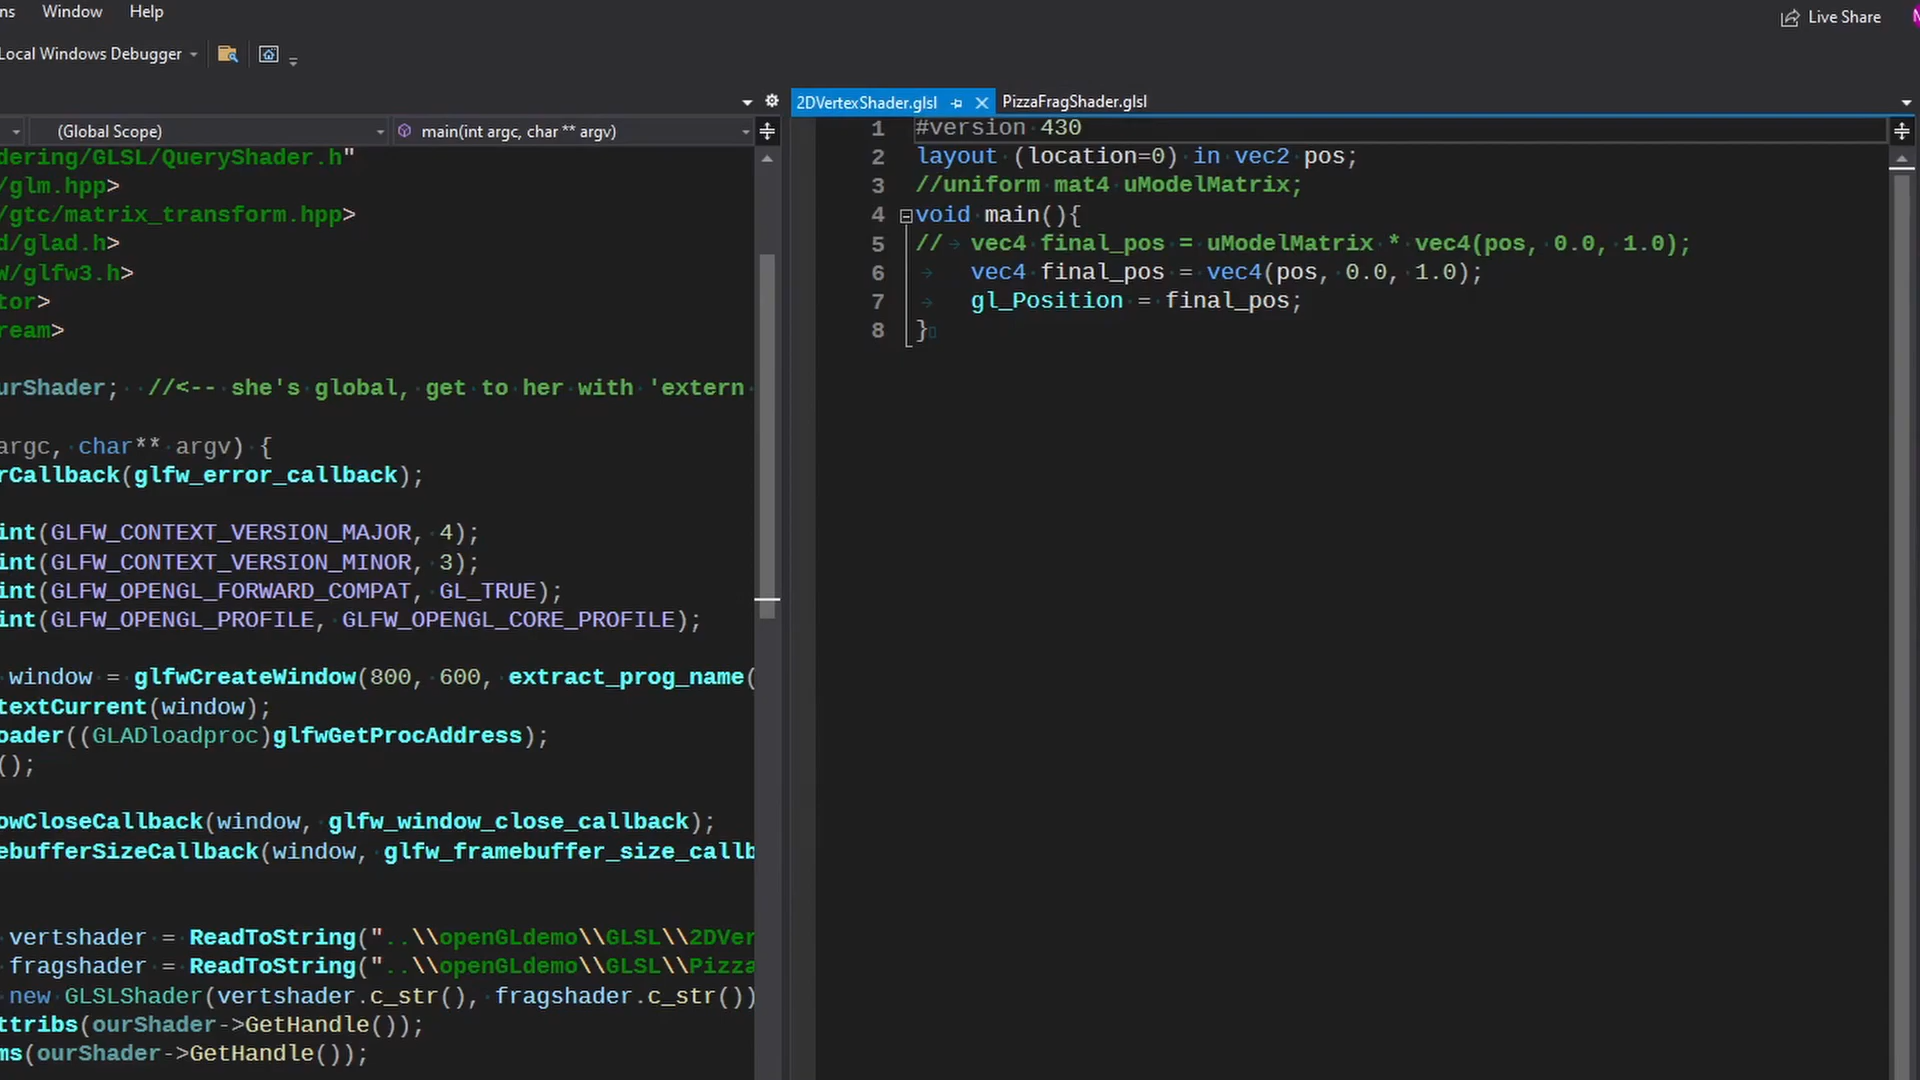 ns Window Help
Live Share
Local Windows Debugger
(Global Scope) main(int argc, char ** argv)
dering/GLSL/QueryShader.h"
/glm.hpp>
/gtc/matrix_transform.hpp>
d/glad.h>
W/glfw3.h>
tor>
ream>
urShader; //<-- she's global, get to her with 'extern
argc, char** argv) {
rCallback(glfw_error_callback);
int(GLFW_CONTEXT_VERSION_MAJOR, 4);
int(GLFW_CONTEXT_VERSION_MINOR, 3);
int(GLFW_OPENGL_FORWARD_COMPAT, GL_TRUE);
int(GLFW_OPENGL_PROFILE, GLFW_OPENGL_CORE_PROFILE);
window = glfwCreateWindow(800, 600, extract_prog_name(
textCurrent(window);
oader((GLADloadproc)glfwGetProcAddress);
();
owCloseCallback(window, glfw_window_close_callback);
ebufferSizeCallback(window, glfw_framebuffer_size_callb
vertshader = ReadToString("..\\openGLdemo\\GLSL\\2DVer
fragshader = ReadToString("..\\openGLdemo\\GLSL\\Pizza
new GLSLShader(vertshader.c_str(), fragshader.c_str())
ttribs(ourShader->GetHandle());
ms(ourShader->GetHandle());
2DVertexShader.glsl PizzaFragShader.glsl
1 #version 430
2 layout (location=0) in vec2 pos;
3 //uniform mat4 uModelMatrix;
4 void main(){
5 // vec4 final_pos = uModelMatrix * vec4(pos, 0.0, 1.0);
6 vec4 final_pos = vec4(pos, 0.0, 1.0);
7 gl_Position = final_pos;
8 }